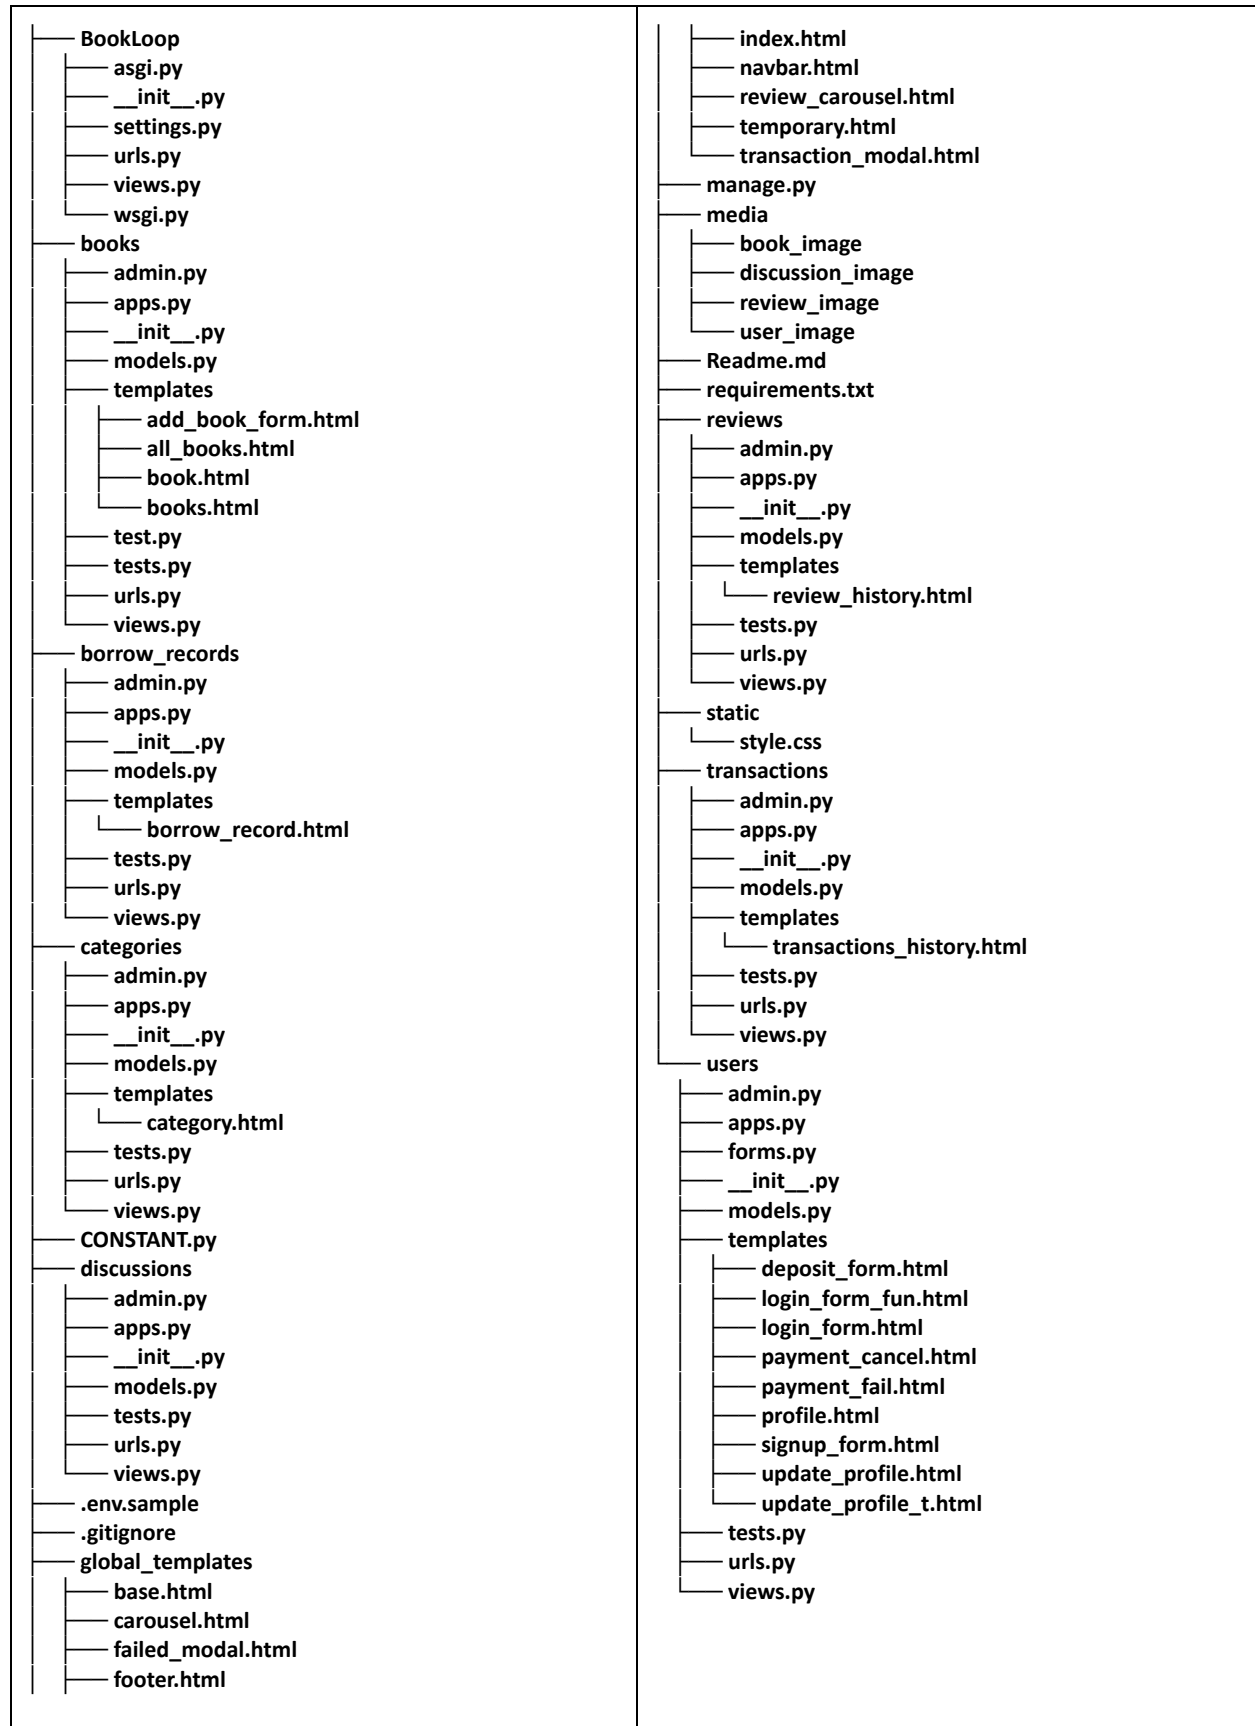 BookLoop
asgi.py
__init__.py
settings.py
urls.py
views.py
wsgi.py
books
admin.py
apps.py
__init__.py
models.py
templates
add_book_form.html
all_books.html
book.html
books.html
test.py
tests.py
urls.py
views.py
borrow_records
admin.py
apps.py
__init__.py
models.py
templates
borrow_record.html
tests.py
urls.py
views.py
categories
admin.py
apps.py
__init__.py
models.py
templates
category.html
tests.py
urls.py
views.py
CONSTANT.py
discussions
admin.py
apps.py
__init__.py
models.py
tests.py
urls.py
views.py
.env.sample
.gitignore
global_templates
base.html
carousel.html
failed_modal.html
footer.html
index.html
navbar.html
review_carousel.html
temporary.html
transaction_modal.html
manage.py
media
book_image
discussion_image
review_image
user_image
Readme.md
requirements.txt
reviews
admin.py
apps.py
__init__.py
models.py
templates
review_history.html
tests.py
urls.py
views.py
static
style.css
transactions
admin.py
apps.py
__init__.py
models.py
templates
transactions_history.html
tests.py
urls.py
views.py
users
admin.py
apps.py
forms.py
__init__.py
models.py
templates
deposit_form.html
login_form_fun.html
login_form.html
payment_cancel.html
payment_fail.html
profile.html
signup_form.html
update_profile.html
update_profile_t.html
tests.py
urls.py
views.py